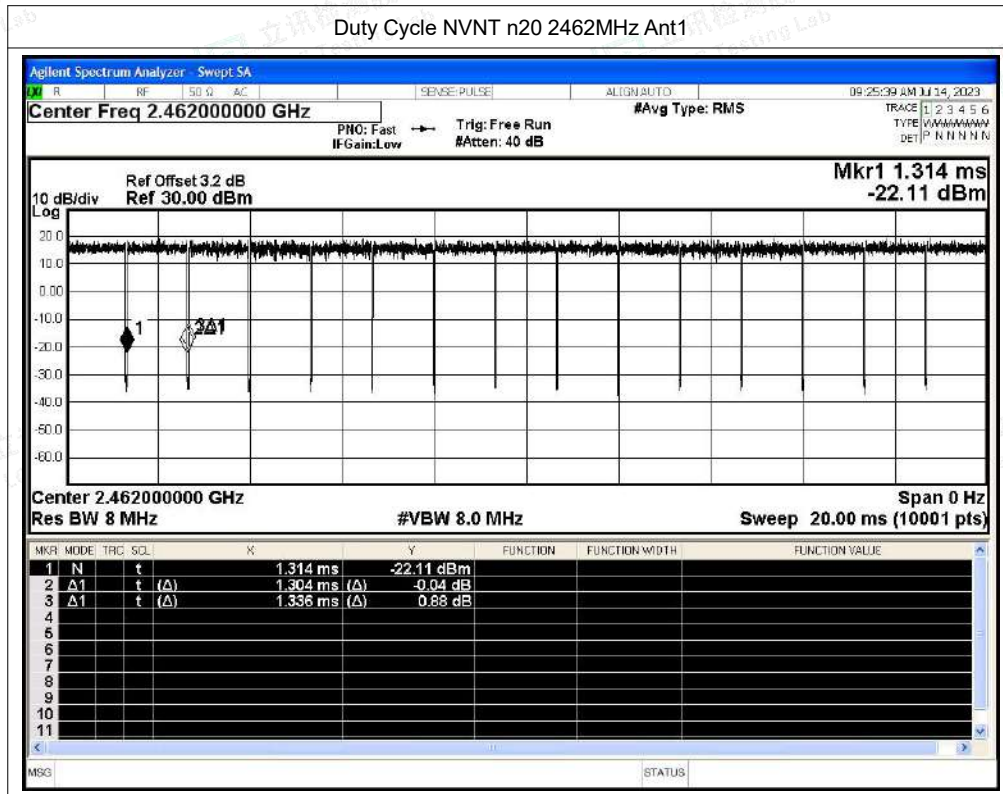 Duty Cycle NVNT n20 2462MHz Ant1
Agilent Spectrum Analyzer - Swept SA
LXI R RF 50 Ω AC SENSE:PULSE ALIGN AUTO 09:25:39 AM Jul 14, 2023
Center Freq 2.462000000 GHz #Avg Type: RMS TRACE 1 2 3 4 5 6
PNO: Fast Trig: Free Run TYPE
IFGain:Low #Atten: 40 dB DET P N N N N N
Mkr1 1.314 ms
Ref Offset 3.2 dB
10 dB/div Ref 30.00 dBm -22.11 dBm
Log
20.0
10.0
0.00
-10.0
1 3Δ1
-20.0
-30.0
-40.0
-50.0
-60.0
Center 2.462000000 GHz Span 0 Hz
Res BW 8 MHz #VBW 8.0 MHz Sweep 20.00 ms (10001 pts)
MKR MODE TRC SCL X Y FUNCTION FUNCTION WIDTH FUNCTION VALUE
1 N t 1.314 ms -22.11 dBm
2 Δ1 t (Δ) 1.304 ms (Δ) -0.04 dB
3 Δ1 t (Δ) 1.336 ms (Δ) 0.88 dB
4
5
6
7
8
9
10
11
MSG STATUS